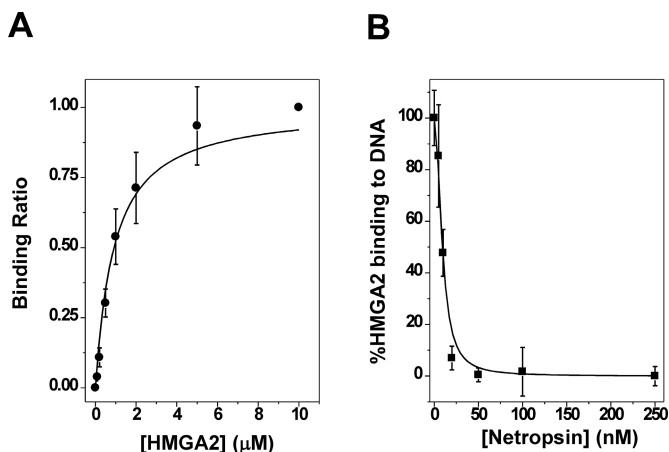 A
B
Binding Ratio
1.00
0.75
0.50
0.25
0.00
0 2 4 6 8 10
[HMGA2] (μM)
%HMGA2 binding to DNA
100
80
60
40
20
0
0 50 100 150 200 250
[Netropsin] (nM)